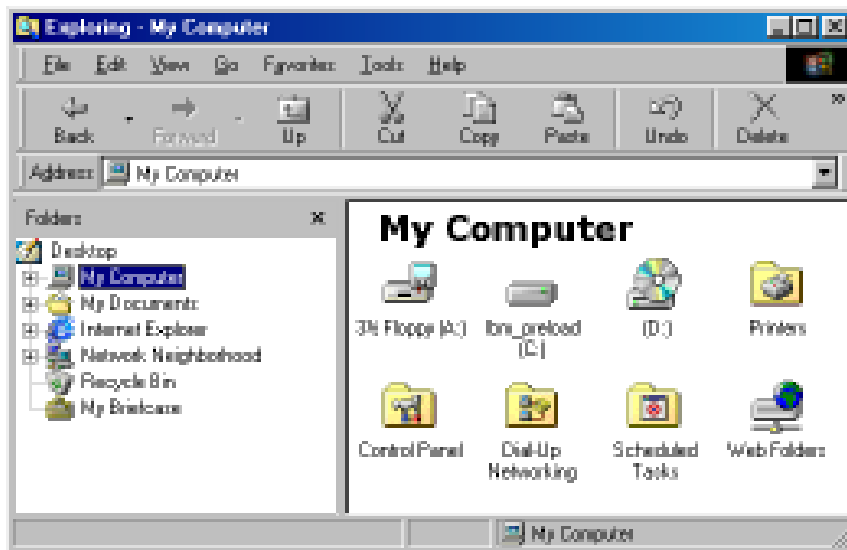 Exploring - My Computer
File Edit View Go Favorites Tools Help
Back Forward Up Cut Copy Paste Undo Delete »
Address My Computer
Folders x
My Computer
Desktop
My Computer
My Documents
Internet Explorer
Network Neighborhood
Recycle Bin
My Briefcase
3½ Floppy (A:)
Ibm_preload
(C:)
(D:)
Printers
Control Panel
Dial-Up
Networking
Scheduled
Tasks
Web Folders
My Computer